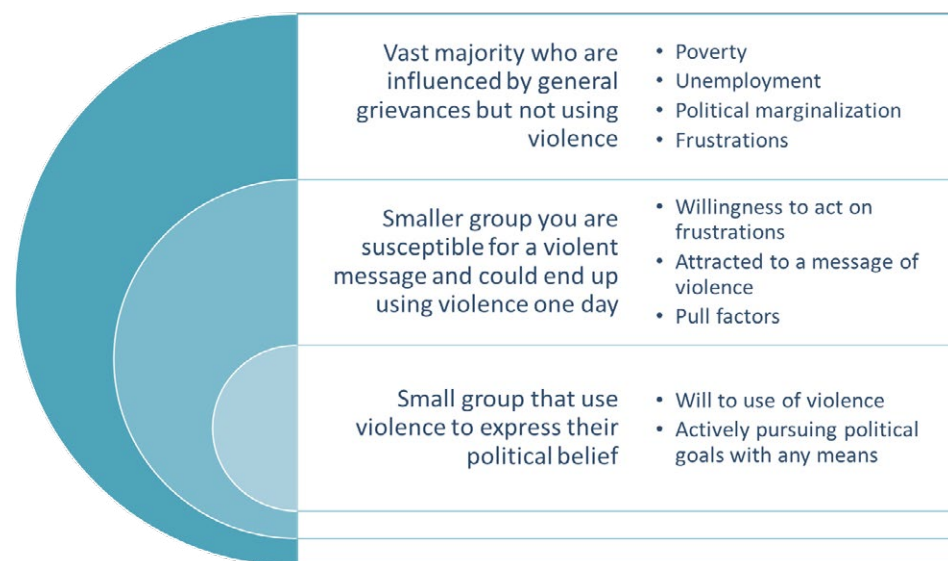 Vast majority who are
influenced by general
grievances but not using
violence
• Poverty
• Unemployment
• Political marginalization
• Frustrations
Smaller group you are
susceptible for a violent
message and could end up
using violence one day
• Willingness to act on
frustrations
• Attracted to a message of
violence
• Pull factors
Small group that use
violence to express their
political belief
• Will to use of violence
• Actively pursuing political
goals with any means